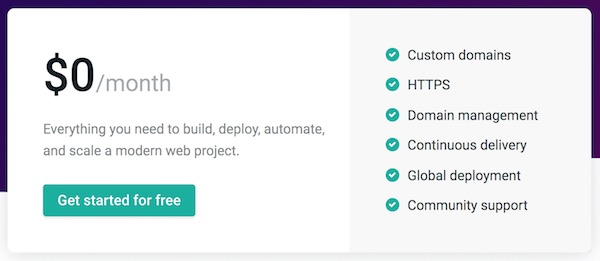 $0/month
Everything you need to build, deploy, automate,
and scale a modern web project.
Get started for free
Custom domains
HTTPS
Domain management
Continuous delivery
Global deployment
Community support